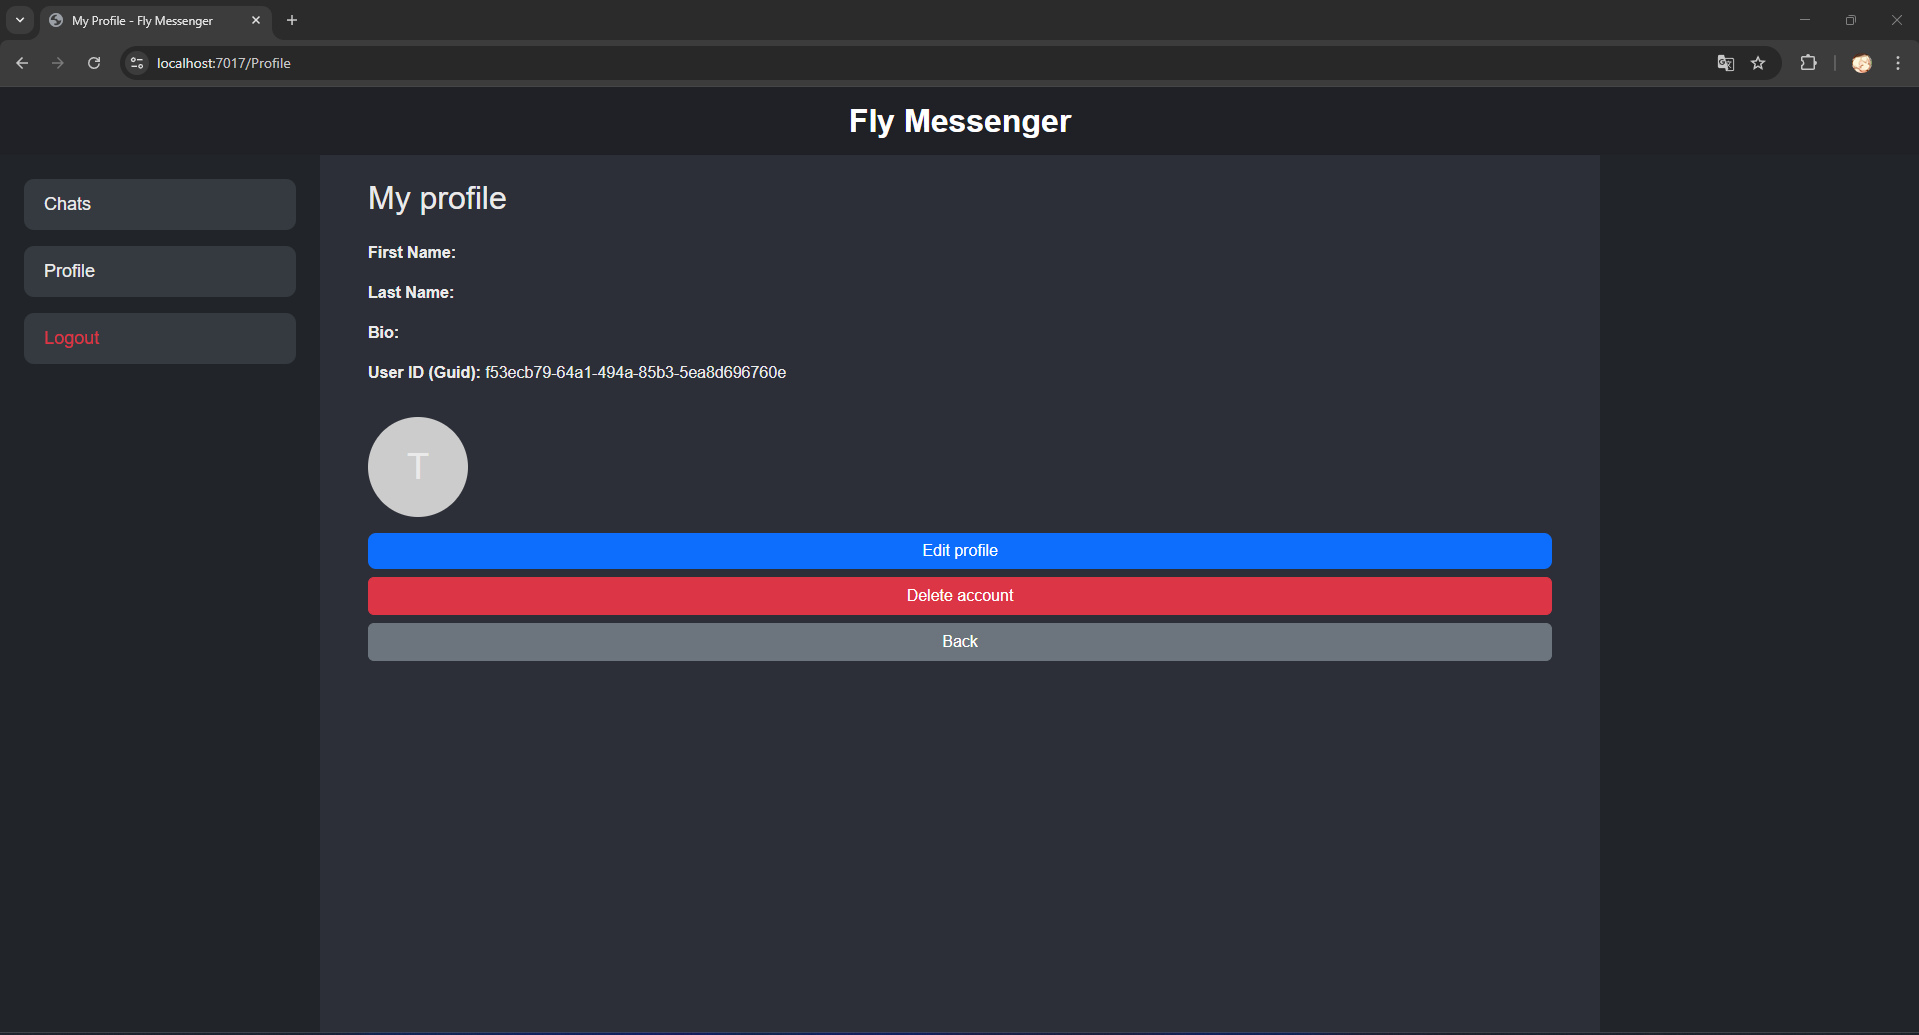 My Profile - Fly Messenger
localhost:7017/Profile
Fly Messenger
Chats
Profile
Logout
My profile
First Name:
Last Name:
Bio:
User ID (Guid): f53ecb79-64a1-494a-85b3-5ea8d696760e
T
Edit profile
Delete account
Back